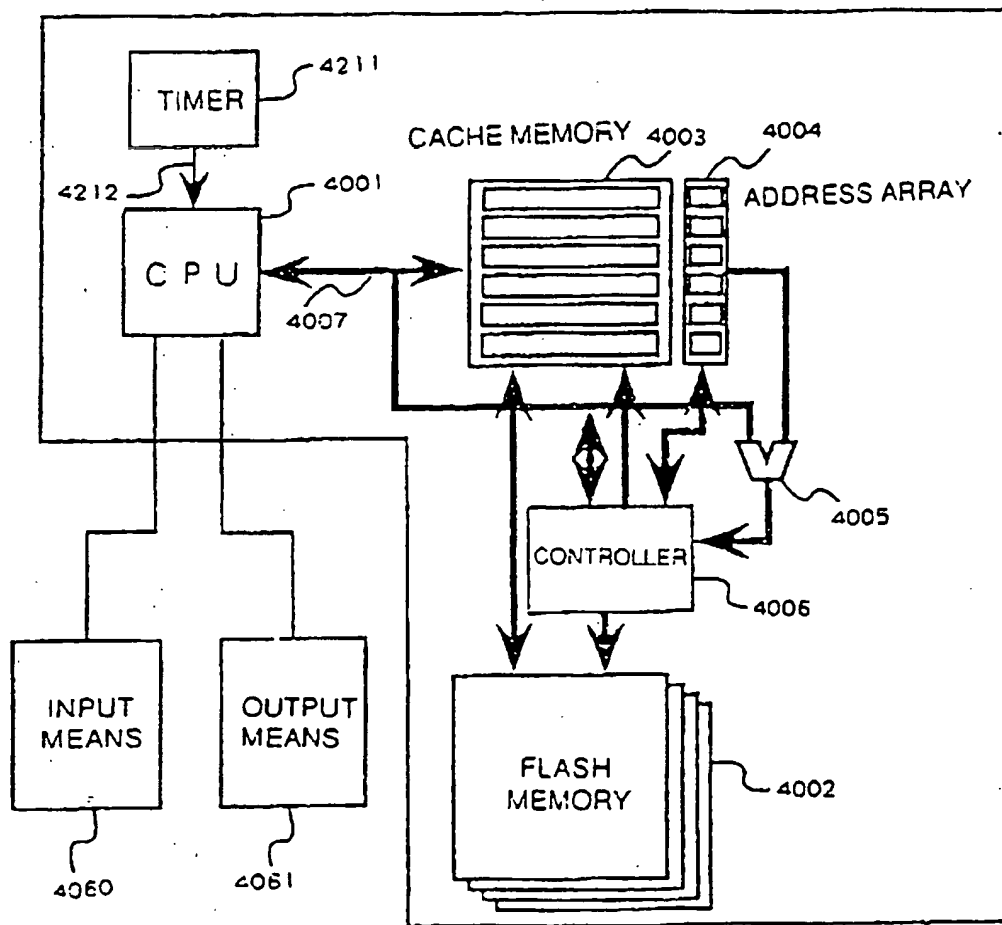 TIMER
4211
4212
4001
CPU
4007
CACHE MEMORY
4003
4004
ADDRESS ARRAY
4005
CONTROLLER
4006
INPUT
MEANS
OUTPUT
MEANS
4060
4061
FLASH
MEMORY
4002